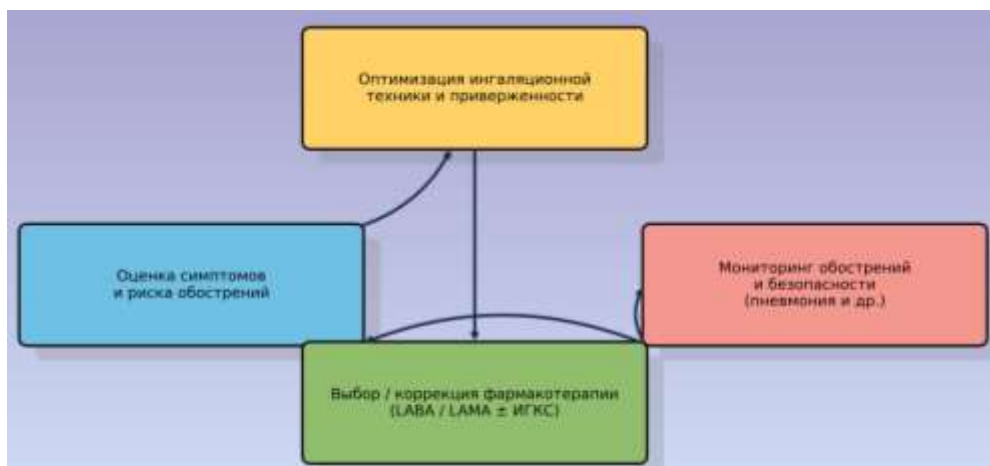 Оптимизация ингаляционной
техники и приверженности
Оценка симптомов
и риска обострений
Мониторинг обострений
и безопасности
(пневмония и др.)
Выбор / коррекция фармакотерапии
(LABA / LAMA ± ИГКС)